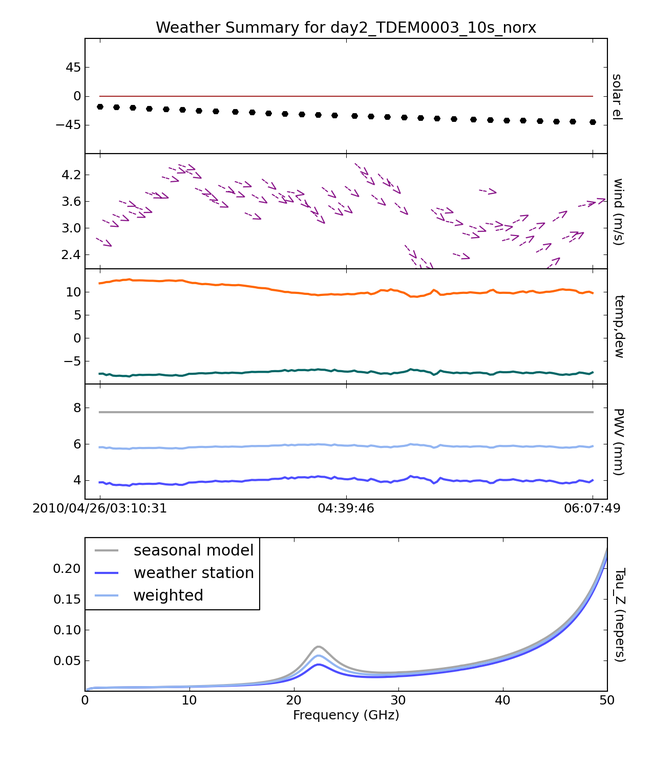 Weather Summary for day2_TDEM0003_10s_norx
45
0
−45
solar el
4.2
3.6
3.0
2.4
wind (m/s)
10
5
0
−5
temp,dew
8
6
4
PWV (mm)
2010/04/26/03:10:31 04:39:46 06:07:49
seasonal model
weather station
weighted
0.20
0.15
0.10
0.05
Tau_Z (nepers)
0 10 20 30 40 50
Frequency (GHz)